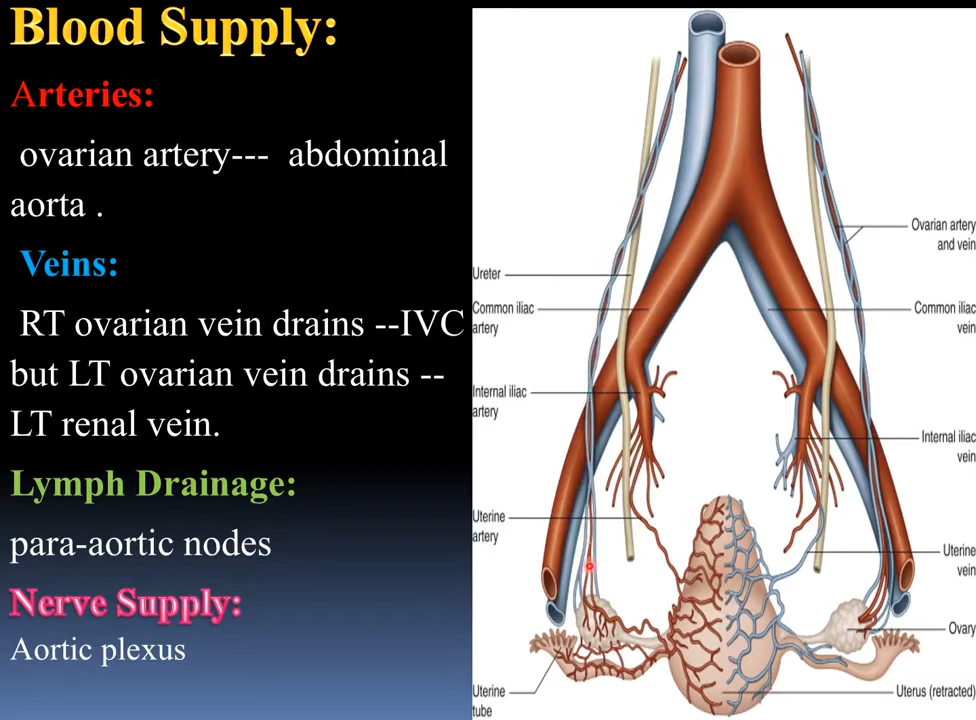 Blood Supply:
Arteries:
ovarian artery--- abdominal
aorta .
Veins:
RT ovarian vein drains --IVC
but LT ovarian vein drains --
LT renal vein.
Lymph Drainage:
para-aortic nodes
Nerve Supply:
Aortic plexus
Ureter
Common iliac
artery
Internal iliac
artery
Uterine
artery
Uterine
tube
Ovarian artery
and vein
Common iliac
vein
Internal iliac
vein
Uterine
vein
Ovary
Uterus (retracted)